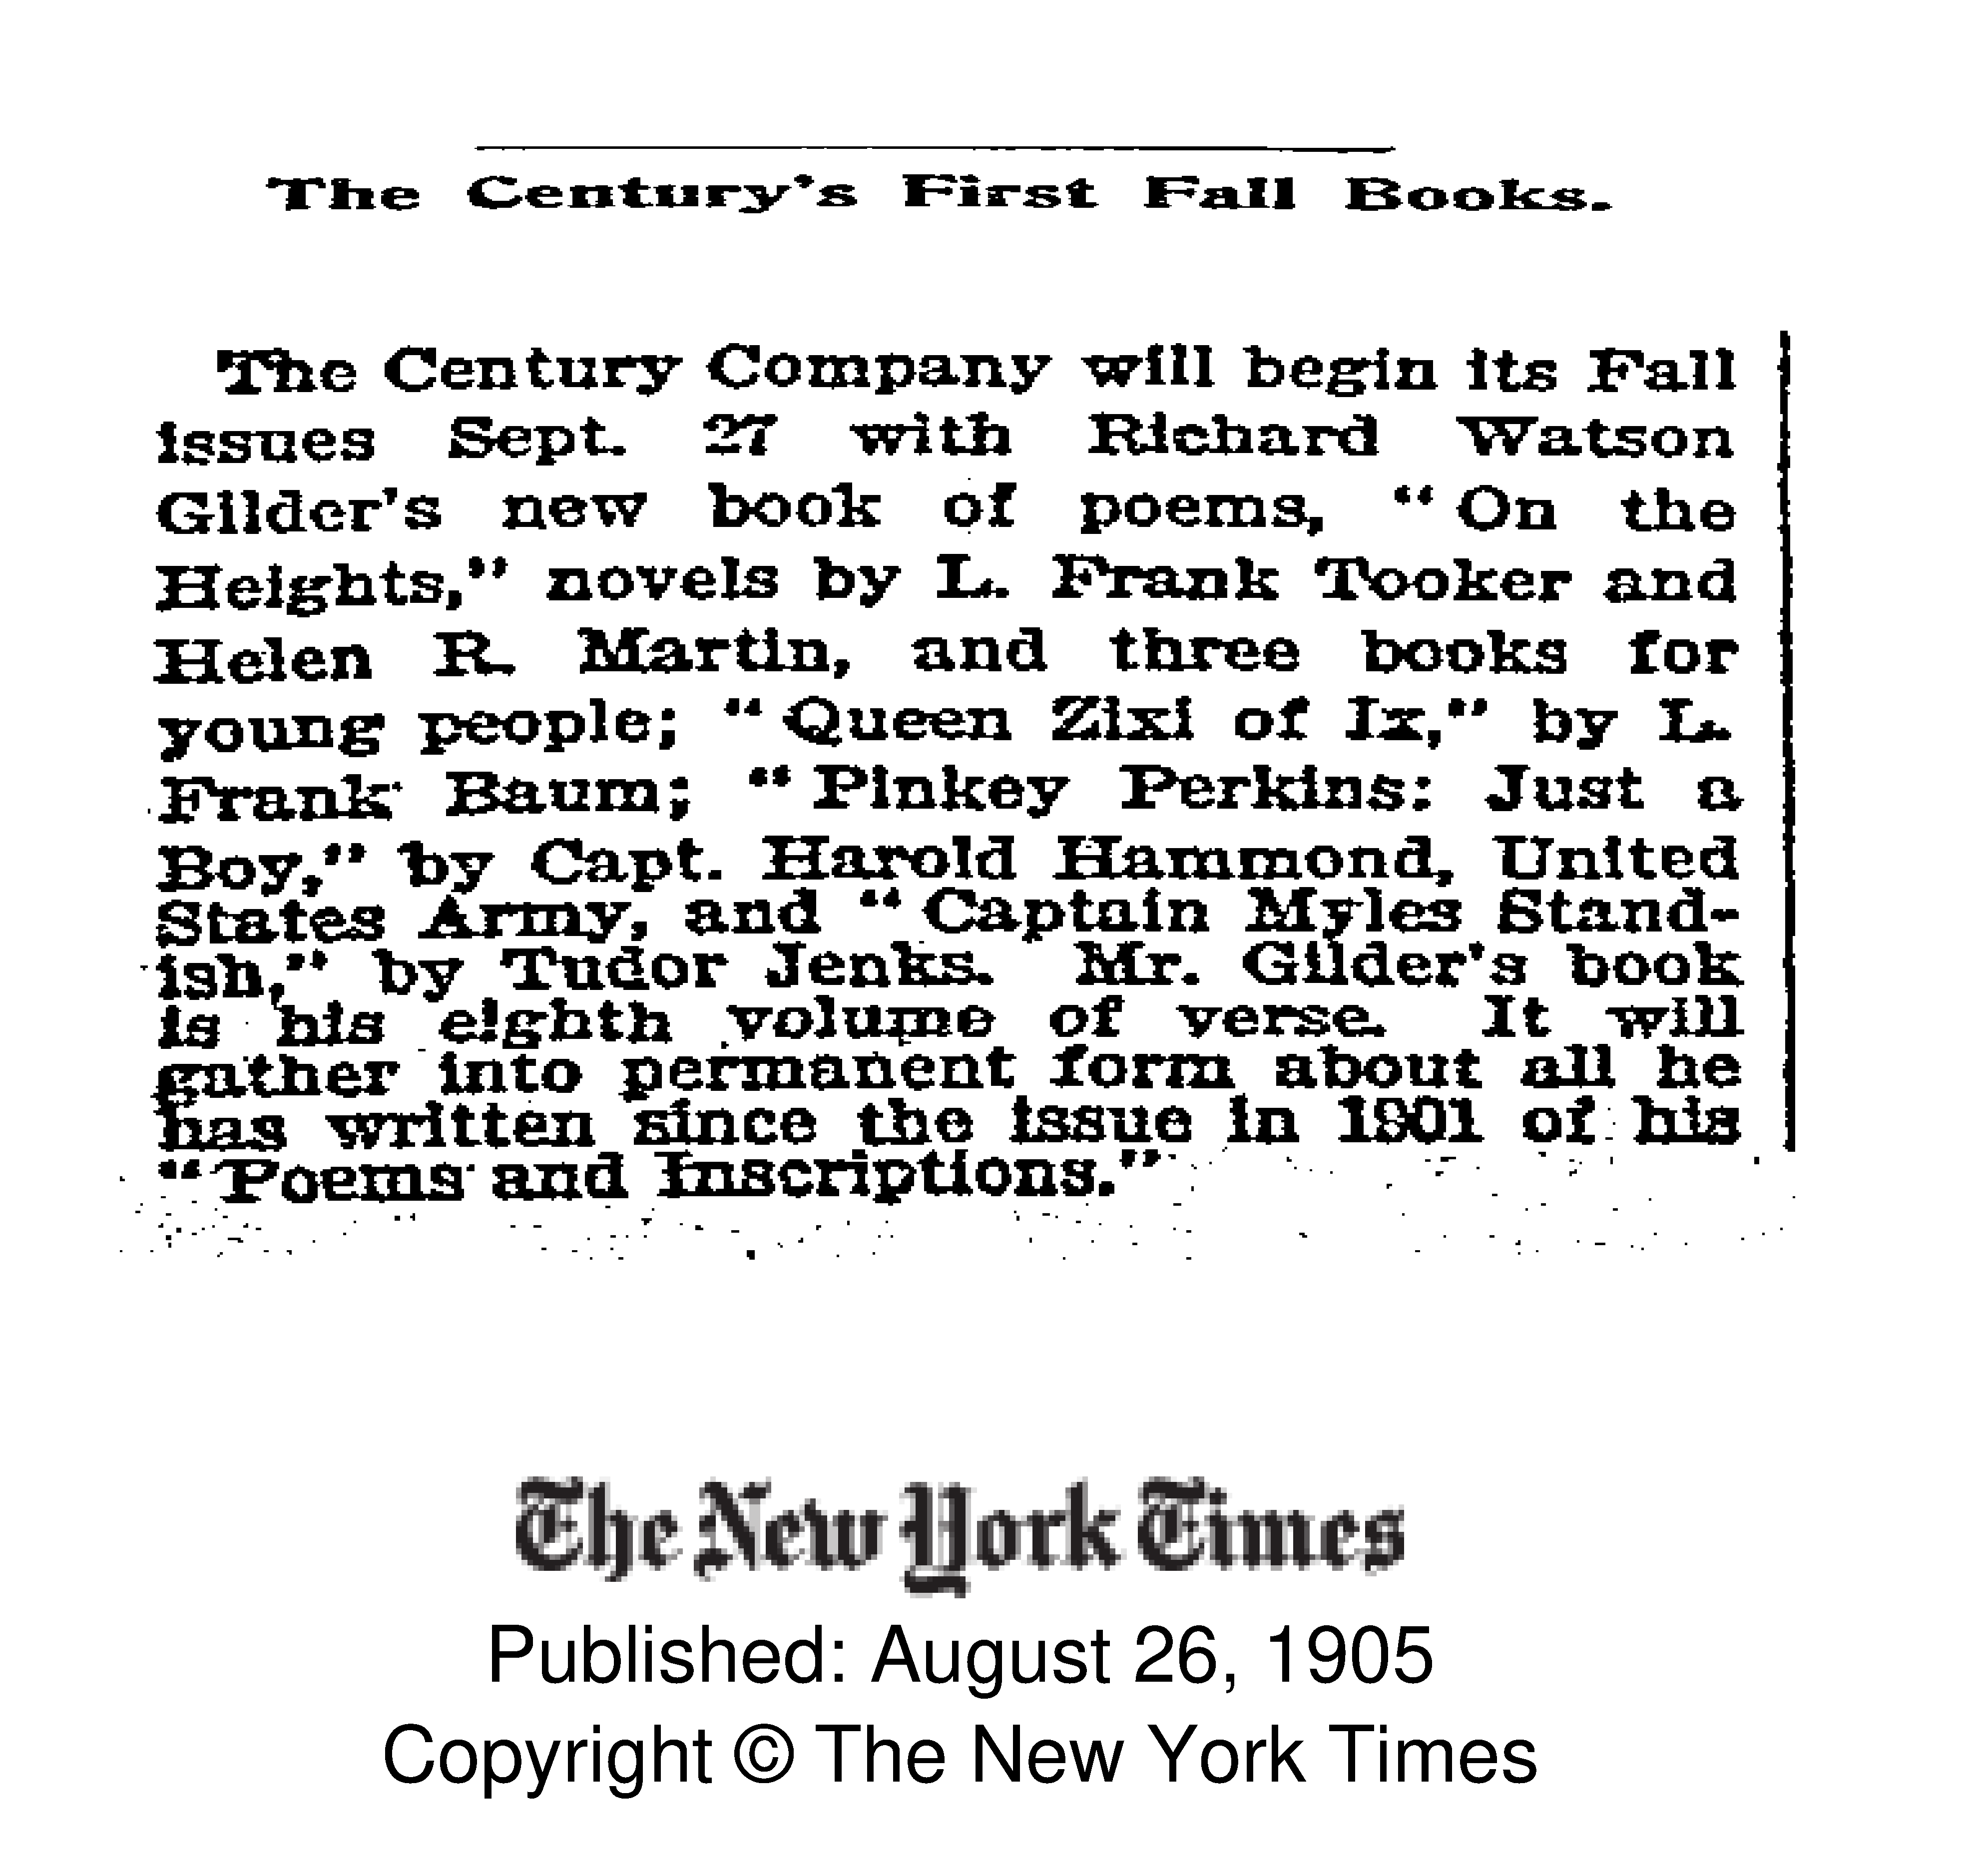 The Century's First Fall Books.
The Century Company will begin its Fall
issues Sept. 27 with Richard Watson
Gilder's new book of poems, "On the
Heights," novels by L. Frank Tooker and
Helen R. Martin, and three books for
young people; "Queen Zixi of Ix," by L.
Frank Baum; "Pinkey Perkins: Just a
Boy," by Capt. Harold Hammond, United
States Army, and "Captain Myles Stand-
ish," by Tudor Jenks. Mr. Gilder's book
is his eighth volume of verse. It will
gather into permanent form about all he
has written since the issue in 1901 of his
"Poems and Inscriptions."
The New York Times
Published: August 26, 1905
Copyright © The New York Times